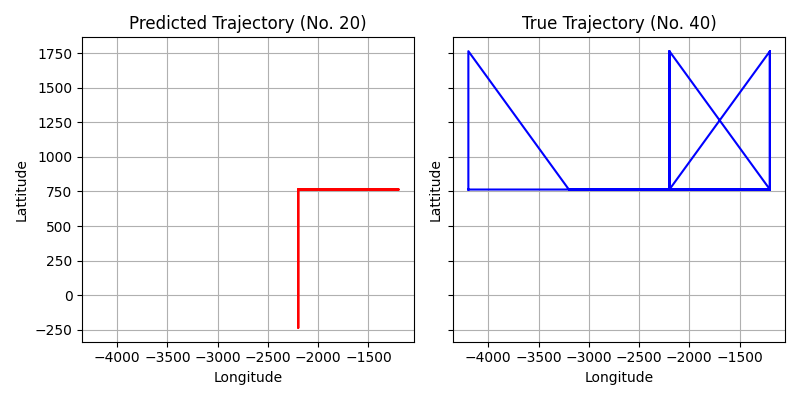 Predicted Trajectory (No. 20)
True Trajectory (No. 40)
1750
1500
1250
1000
750
500
250
0
−250
Lattitude
Lattitude
−4000 −3500 −3000 −2500 −2000 −1500
−4000 −3500 −3000 −2500 −2000 −1500
Longitude
Longitude